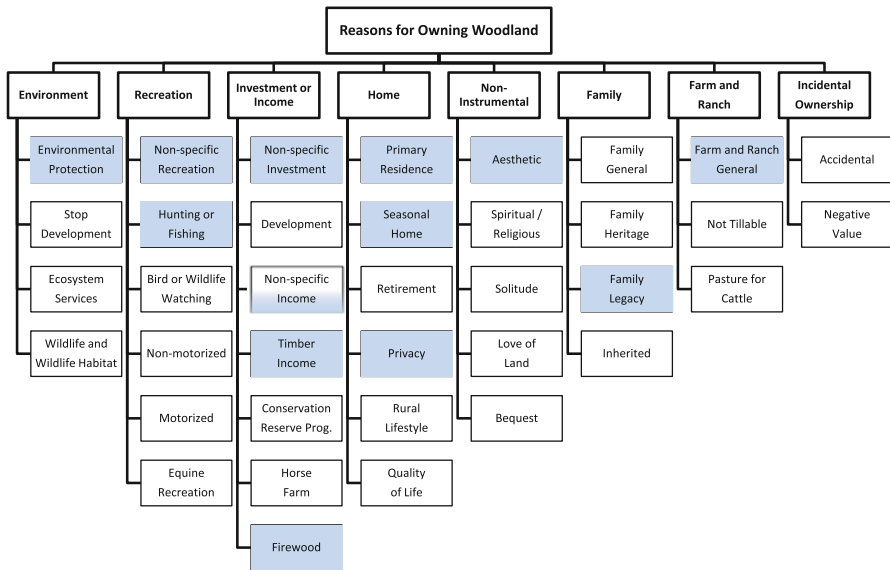 Reasons for Owning Woodland
Environment
Recreation
Investment or
Income
Home
Non-
Instrumental
Family
Farm and
Ranch
Incidental
Ownership
Environmental
Protection
Stop
Development
Ecosystem
Services
Wildlife and
Wildlife Habitat
Non-specific
Recreation
Hunting or
Fishing
Bird or Wildlife
Watching
Non-motorized
Motorized
Equine
Recreation
Non-specific
Investment
Development
Non-specific
Income
Timber
Income
Conservation
Reserve Prog.
Horse
Farm
Firewood
Primary
Residence
Seasonal
Home
Retirement
Privacy
Rural
Lifestyle
Quality
of Life
Aesthetic
Spiritual /
Religious
Solitude
Love of
Land
Bequest
Family
General
Family
Heritage
Family
Legacy
Inherited
Farm and Ranch
General
Not Tillable
Pasture for
Cattle
Accidental
Negative
Value